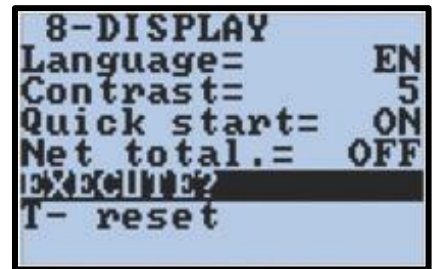 8-DISPLAY
Language= EN
Contrast= 5
Quick start= ON
Net total.= OFF
EXECUTE?
T- reset